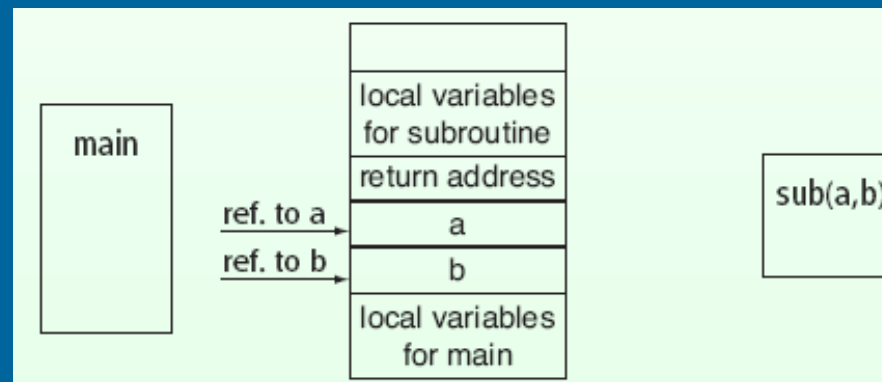 main
ref. to a
ref. to b
local variables
for subroutine
return address
a
b
local variables
for main
sub(a,b)